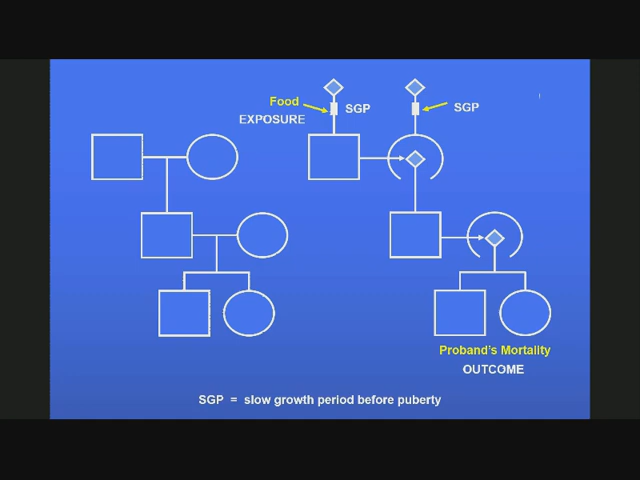 Food
EXPOSURE
SGP
SGP
Proband's Mortality
OUTCOME
SGP = slow growth period before puberty